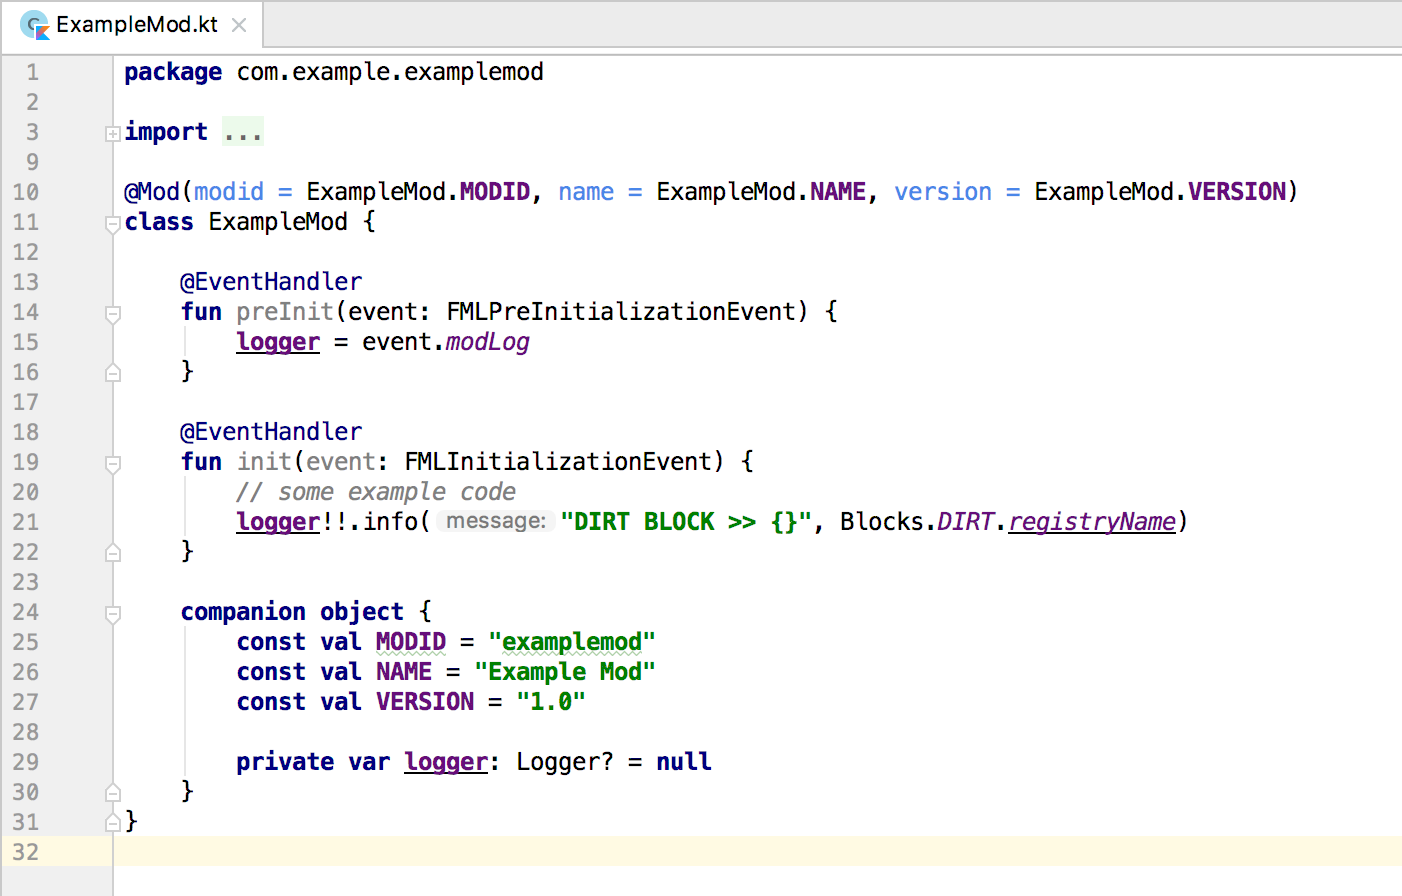 ExampleMod.kt
1 package com.example.examplemod
2
3 import ...
9
10 @Mod(modid = ExampleMod.MODID, name = ExampleMod.NAME, version = ExampleMod.VERSION)
11 class ExampleMod {
12
13 @EventHandler
14 fun preInit(event: FMLPreInitializationEvent) {
15 logger = event.modLog
16 }
17
18 @EventHandler
19 fun init(event: FMLInitializationEvent) {
20 // some example code
21 logger!!.info( message: "DIRT BLOCK >> {}", Blocks.DIRT.registryName)
22 }
23
24 companion object {
25 const val MODID = "examplemod"
26 const val NAME = "Example Mod"
27 const val VERSION = "1.0"
28
29 private var logger: Logger? = null
30 }
31 }
32